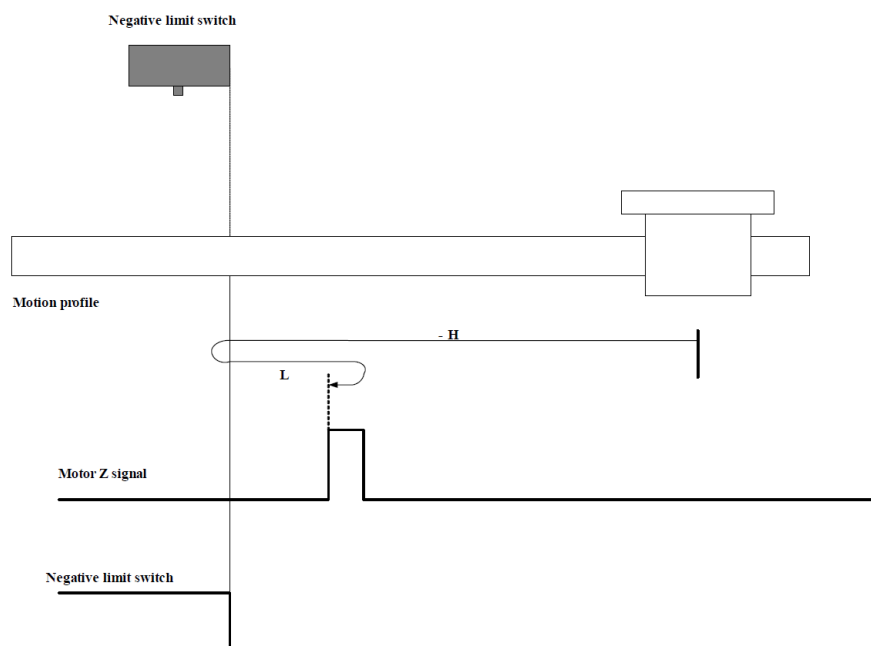 Negative limit switch
Motion profile
- H
L
Motor Z signal
Negative limit switch